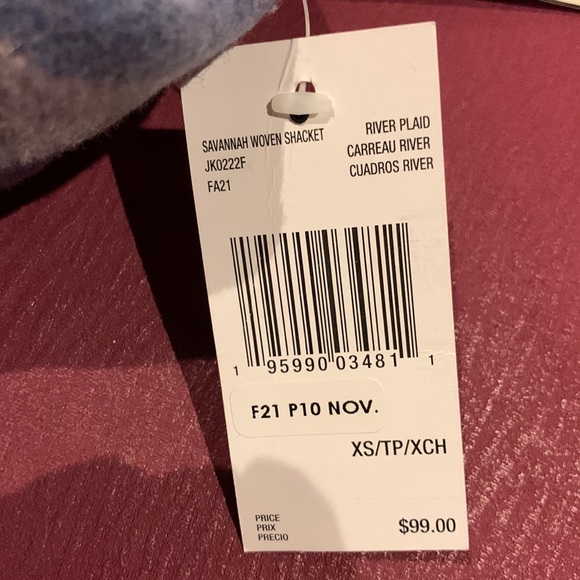 SAVANNAH WOVEN SHACKET
JK0222F
FA21
RIVER PLAID
CARREAU RIVER
CUADROS RIVER
1 95990 03481 1
F21 P10 NOV.
XS/TP/XCH
PRICE
PRIX
PRECIO
$99.00